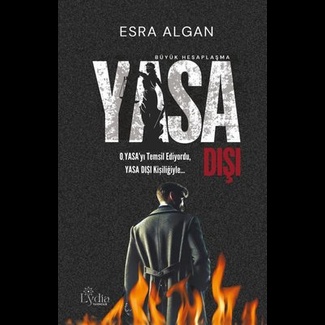 ESRA ALGAN
BÜYÜK HESAPLAŞMA
YASA
DIŞI
O, YASA'yı Temsil Ediyordu,
YASA DIŞI Kişiliğiyle...
Lydia